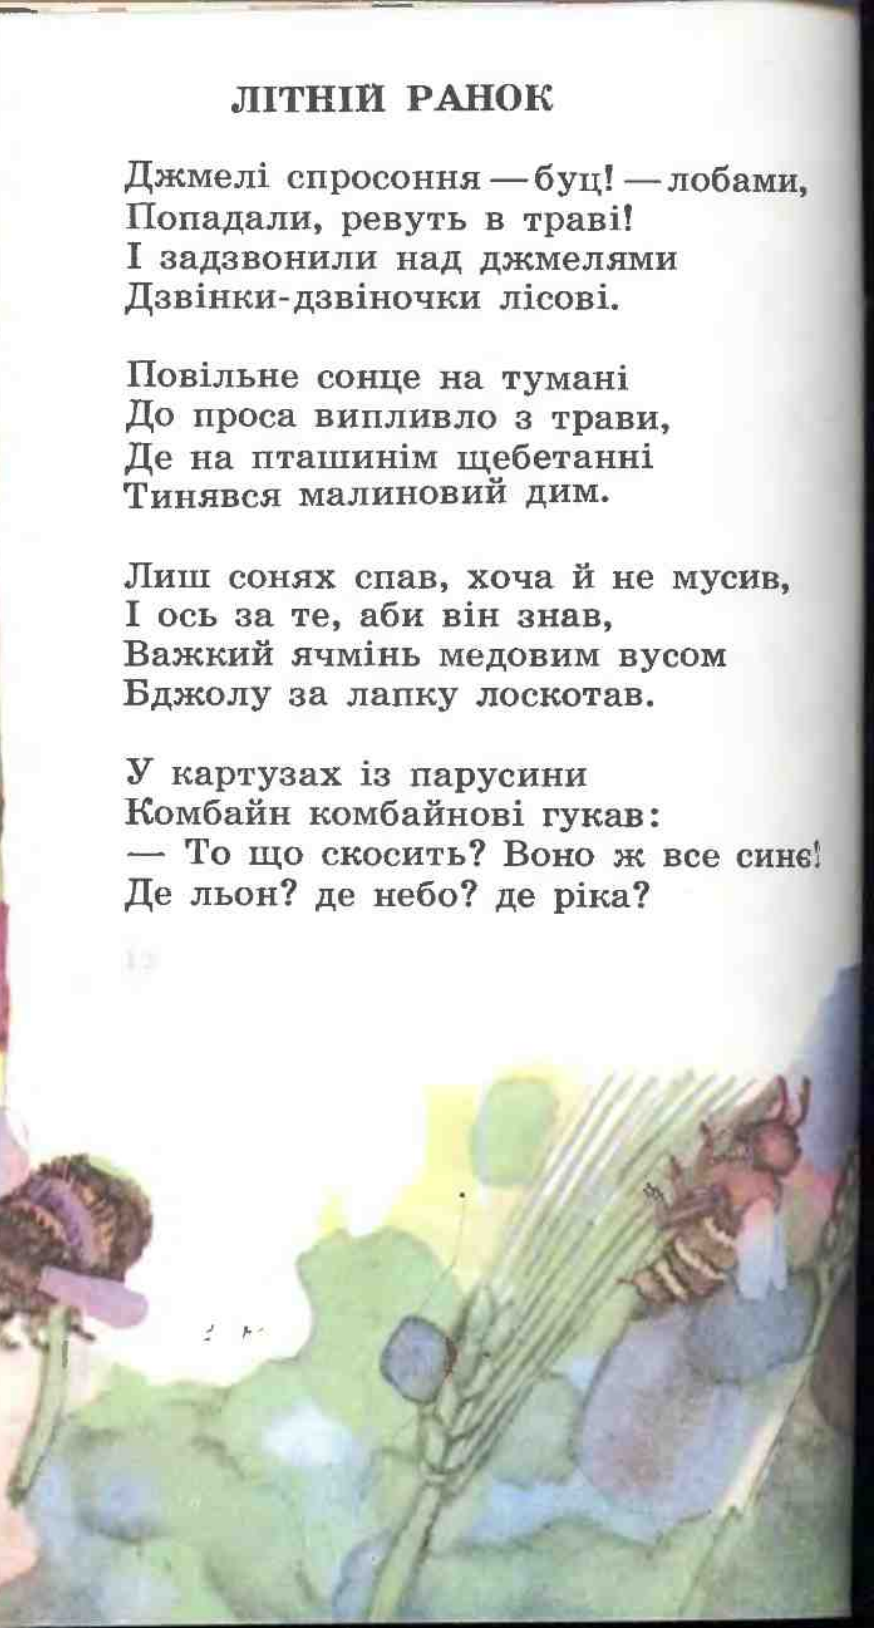 ЛІТНІЙ РАНОК
Джмелі спросоння — буц! — лобами,
Попадали, ревуть в траві!
І задзвонили над джмелями
Дзвінки-дзвіночки лісові.
Повільне сонце на тумані
До проса випливло з трави,
Де на пташинім щебетанні
Тинявся малиновий дим.
Лиш сонях спав, хоча й не мусив,
І ось за те, аби він знав,
Важкий ячмінь медовим вусом
Бджолу за лапку лоскотав.
У картузах із парусини
Комбайн комбайнові гукав:
— То що скосить? Воно ж все синє!
Де льон? де небо? де ріка?